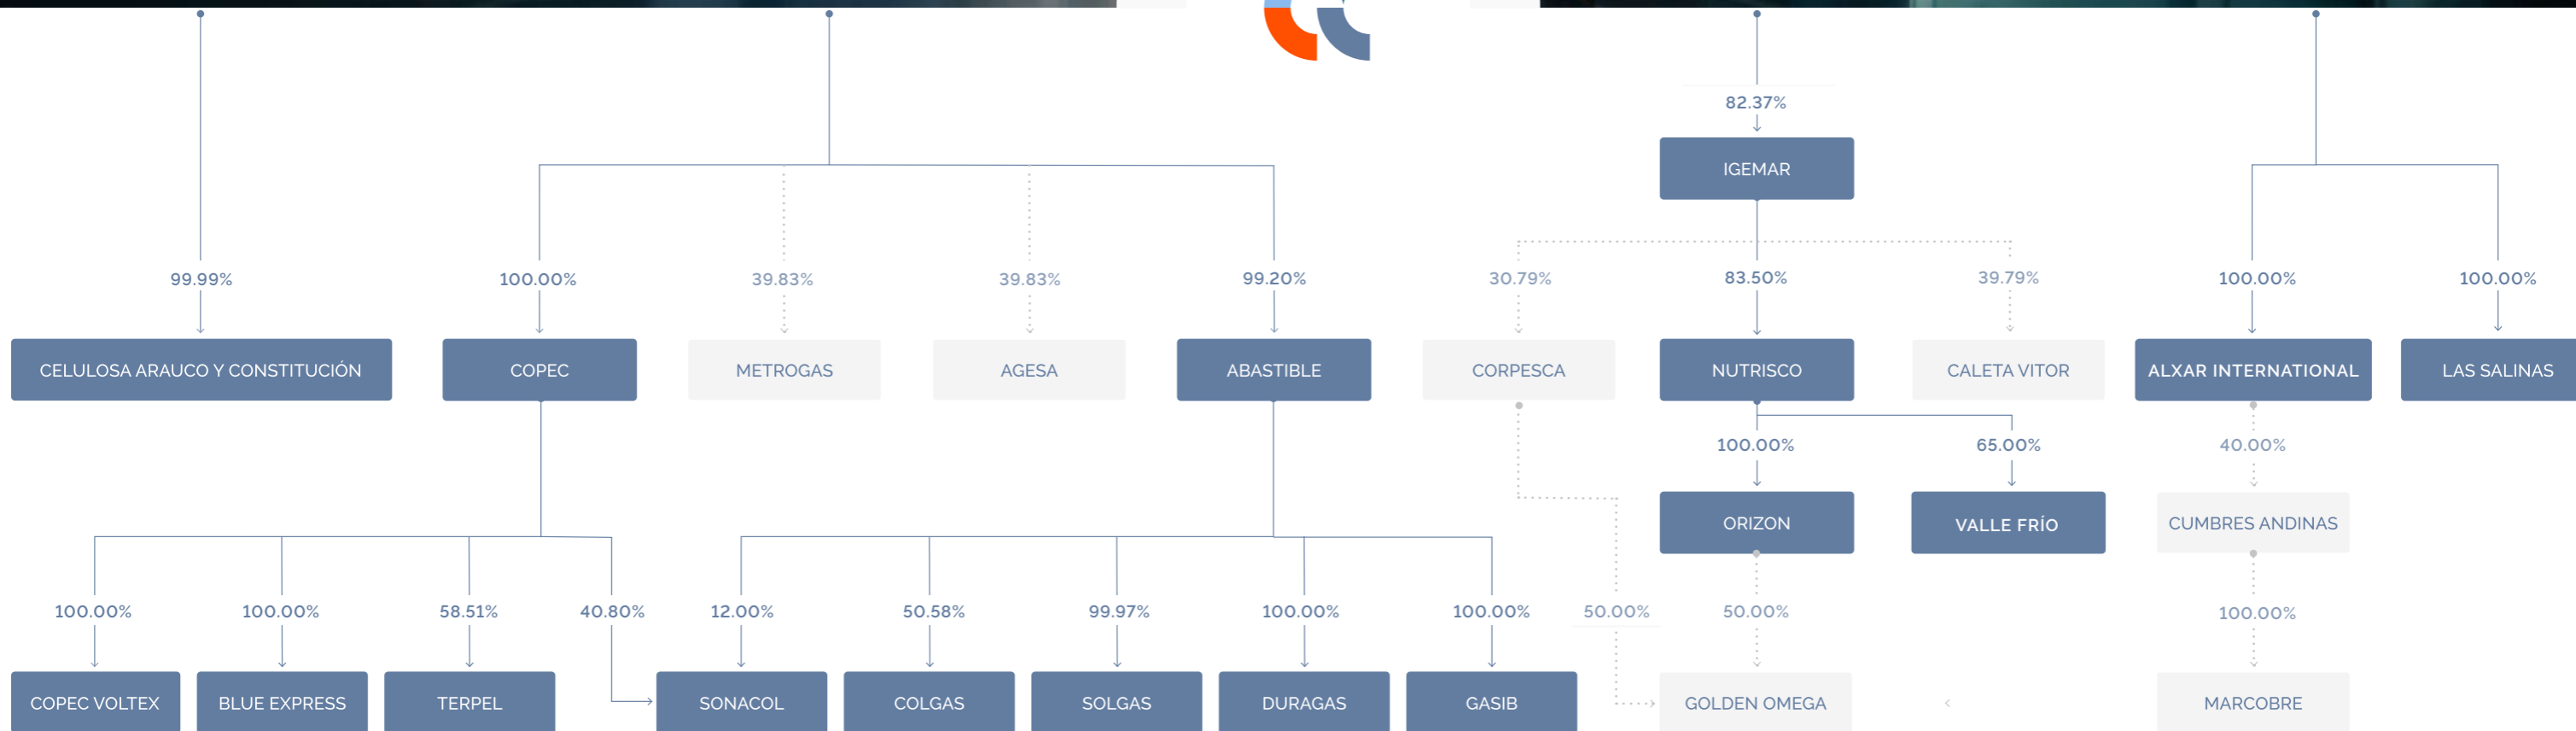 82.37%
IGEMAR
99.99%
100.00%
39.83%
39.83%
99.20%
30.79%
83.50%
39.79%
100.00%
100.00%
CELULOSA ARAUCO Y CONSTITUCIÓN
COPEC
METROGAS
AGESA
ABASTIBLE
CORPESCA
NUTRISCO
CALETA VITOR
ALXAR INTERNATIONAL
LAS SALINAS
100.00%
65.00%
40.00%
ORIZON
VALLE FRÍO
CUMBRES ANDINAS
100.00%
100.00%
58.51%
40.80%
12.00%
50.58%
99.97%
100.00%
100.00%
50.00%
50.00%
100.00%
COPEC VOLTEX
BLUE EXPRESS
TERPEL
SONACOL
COLGAS
SOLGAS
DURAGAS
GASIB
GOLDEN OMEGA
MARCOBRE